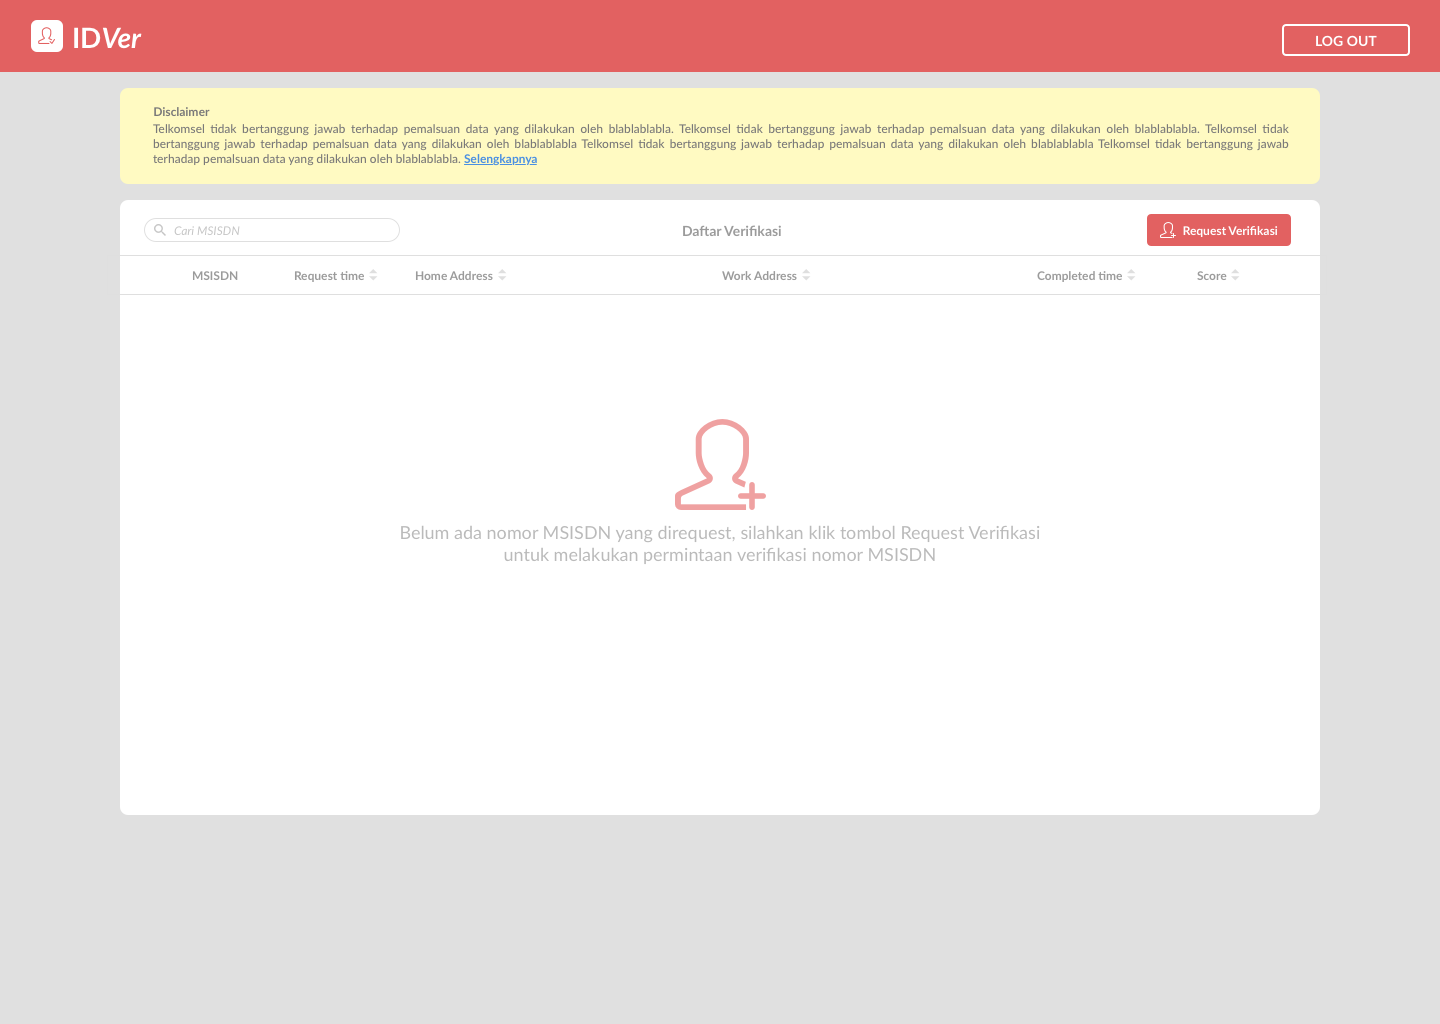 IDVer
LOG OUT
Disclaimer
Telkomsel tidak bertanggung jawab terhadap pemalsuan data yang dilakukan oleh blablablabla. Telkomsel tidak bertanggung jawab terhadap pemalsuan data yang dilakukan oleh blablablabla. Telkomsel tidak
bertanggung jawab terhadap pemalsuan data yang dilakukan oleh blablablabla Telkomsel tidak bertanggung jawab terhadap pemalsuan data yang dilakukan oleh blablablabla Telkomsel tidak bertanggung jawab
terhadap pemalsuan data yang dilakukan oleh blablablabla. Selengkapnya
Cari MSISDN
Daftar Verifikasi
Request Verifikasi
MSISDN Request time Home Address Work Address Completed time Score
Belum ada nomor MSISDN yang direquest, silahkan klik tombol Request Verifikasi
untuk melakukan permintaan verifikasi nomor MSISDN